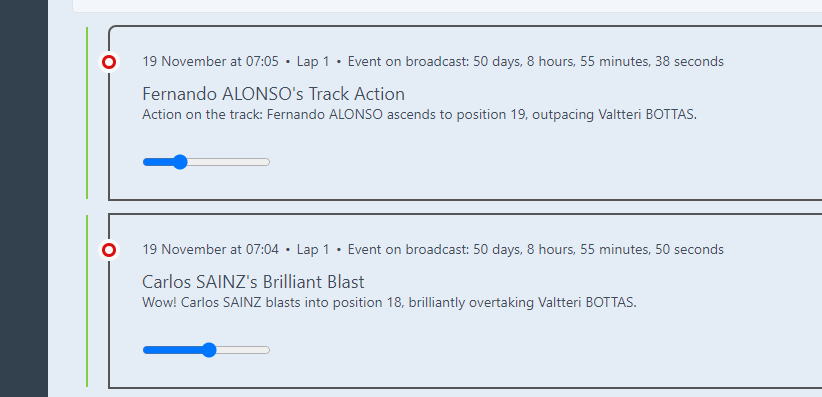 19 November at 07:05 • Lap 1 • Event on broadcast: 50 days, 8 hours, 55 minutes, 38 seconds
Fernando ALONSO's Track Action
Action on the track: Fernando ALONSO ascends to position 19, outpacing Valtteri BOTTAS.
19 November at 07:04 • Lap 1 • Event on broadcast: 50 days, 8 hours, 55 minutes, 50 seconds
Carlos SAINZ's Brilliant Blast
Wow! Carlos SAINZ blasts into position 18, brilliantly overtaking Valtteri BOTTAS.